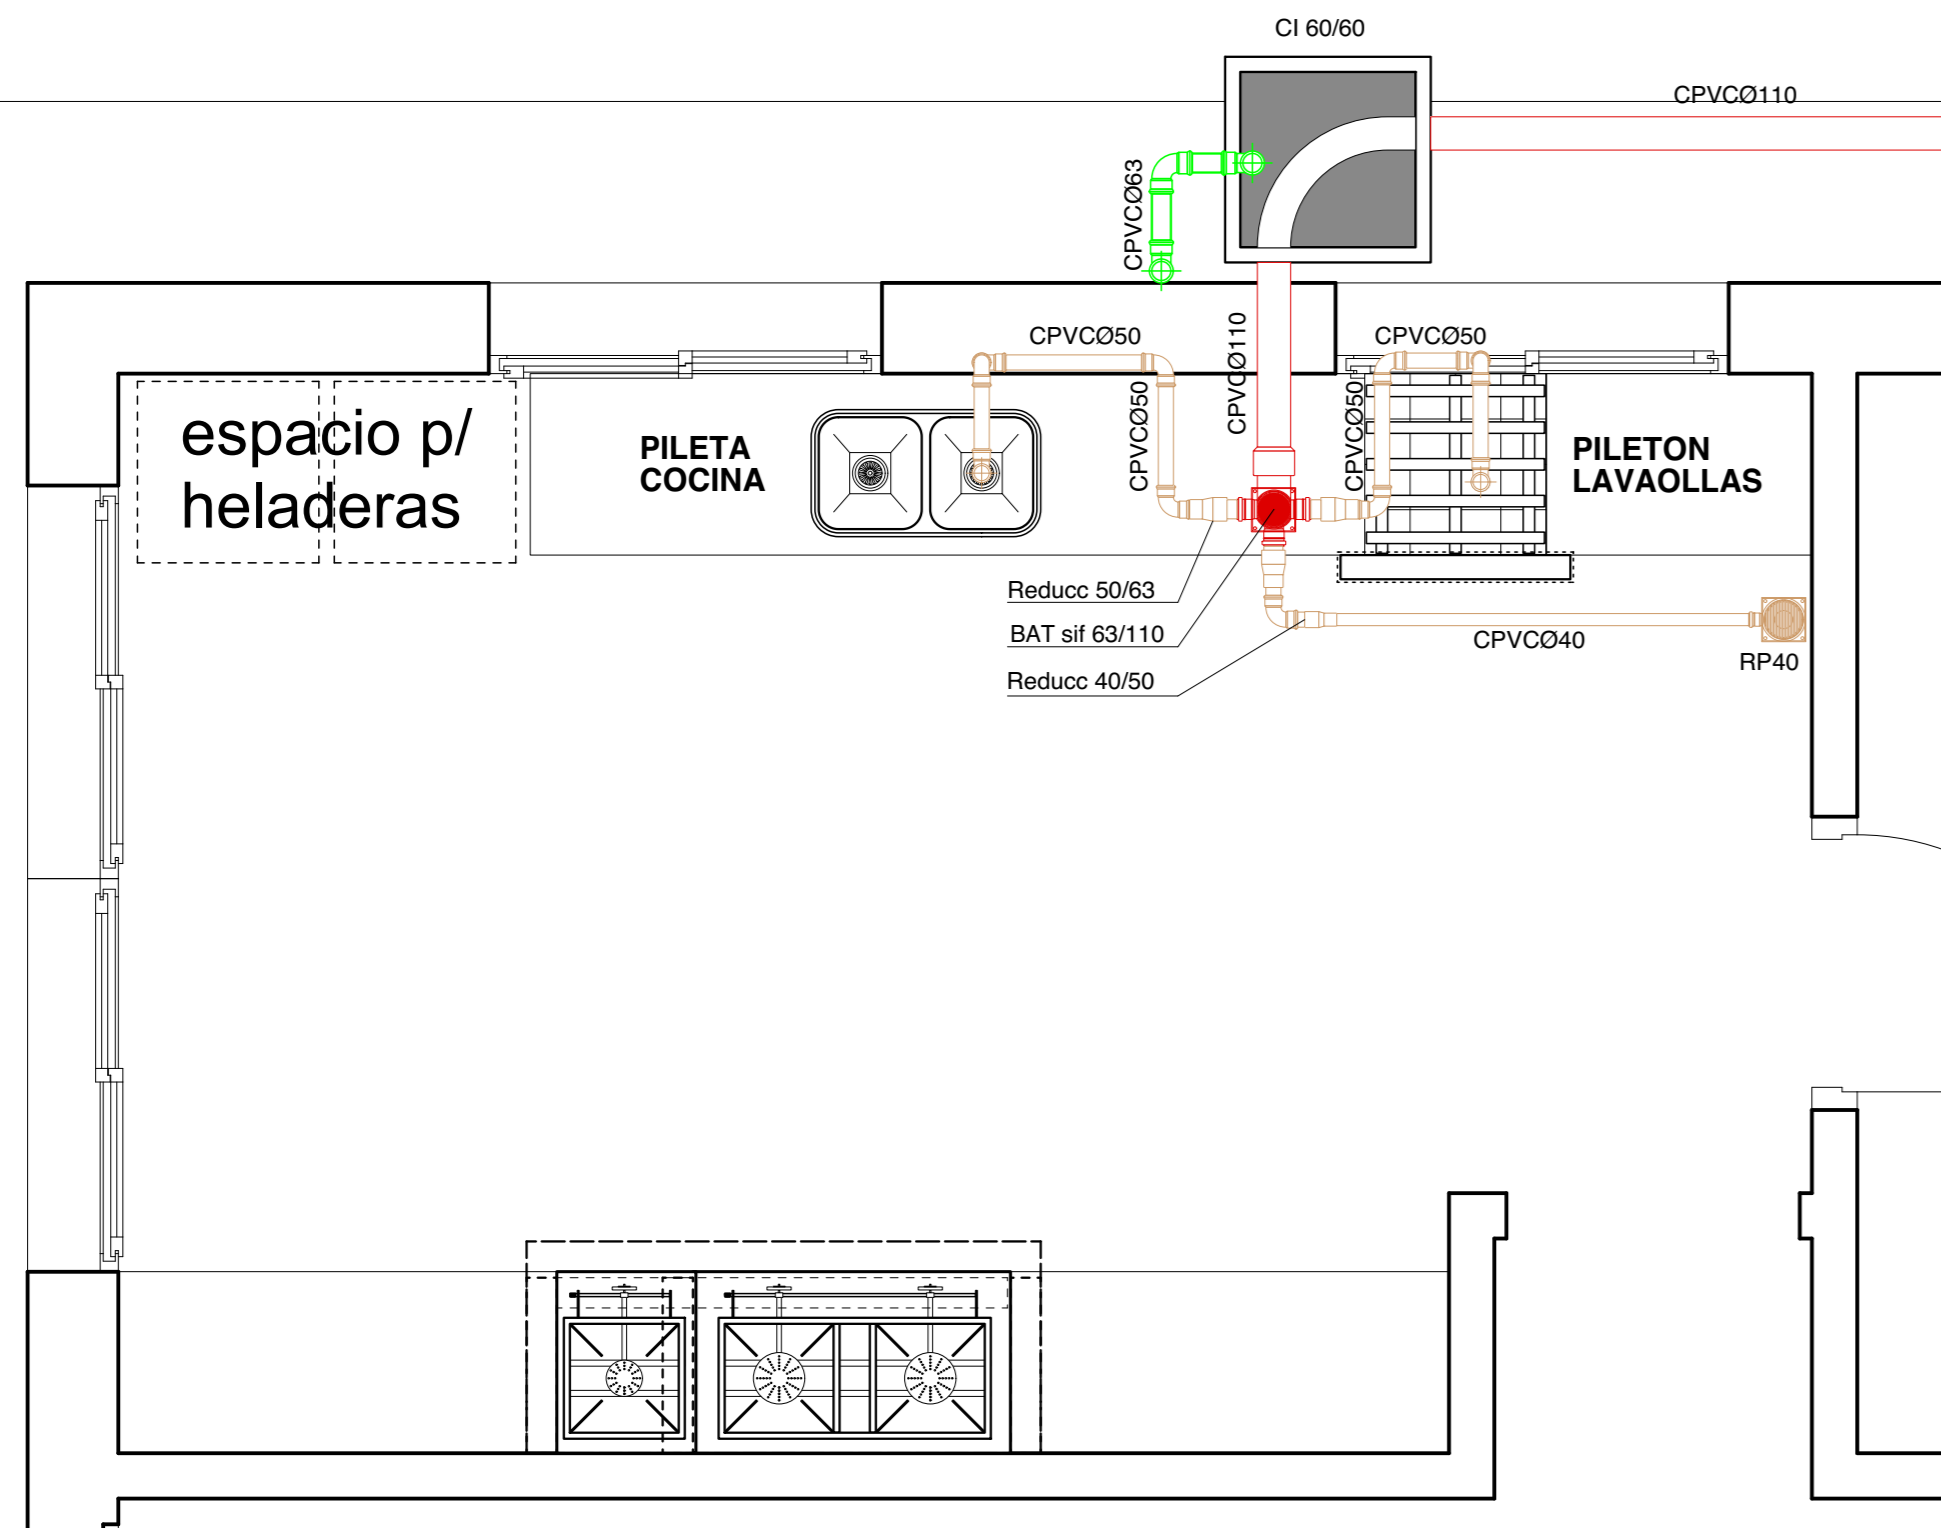 CI 60/60
CPVCØ110
CPVCØ63
CPVCØ50
CPVCØ110
CPVCØ50
CPVCØ50
CPVCØ50
espacio p/
heladeras
PILETA
COCINA
PILETON
LAVAOLLAS
Reducc 50/63
BAT sif 63/110
CPVCØ40
RP40
Reducc 40/50